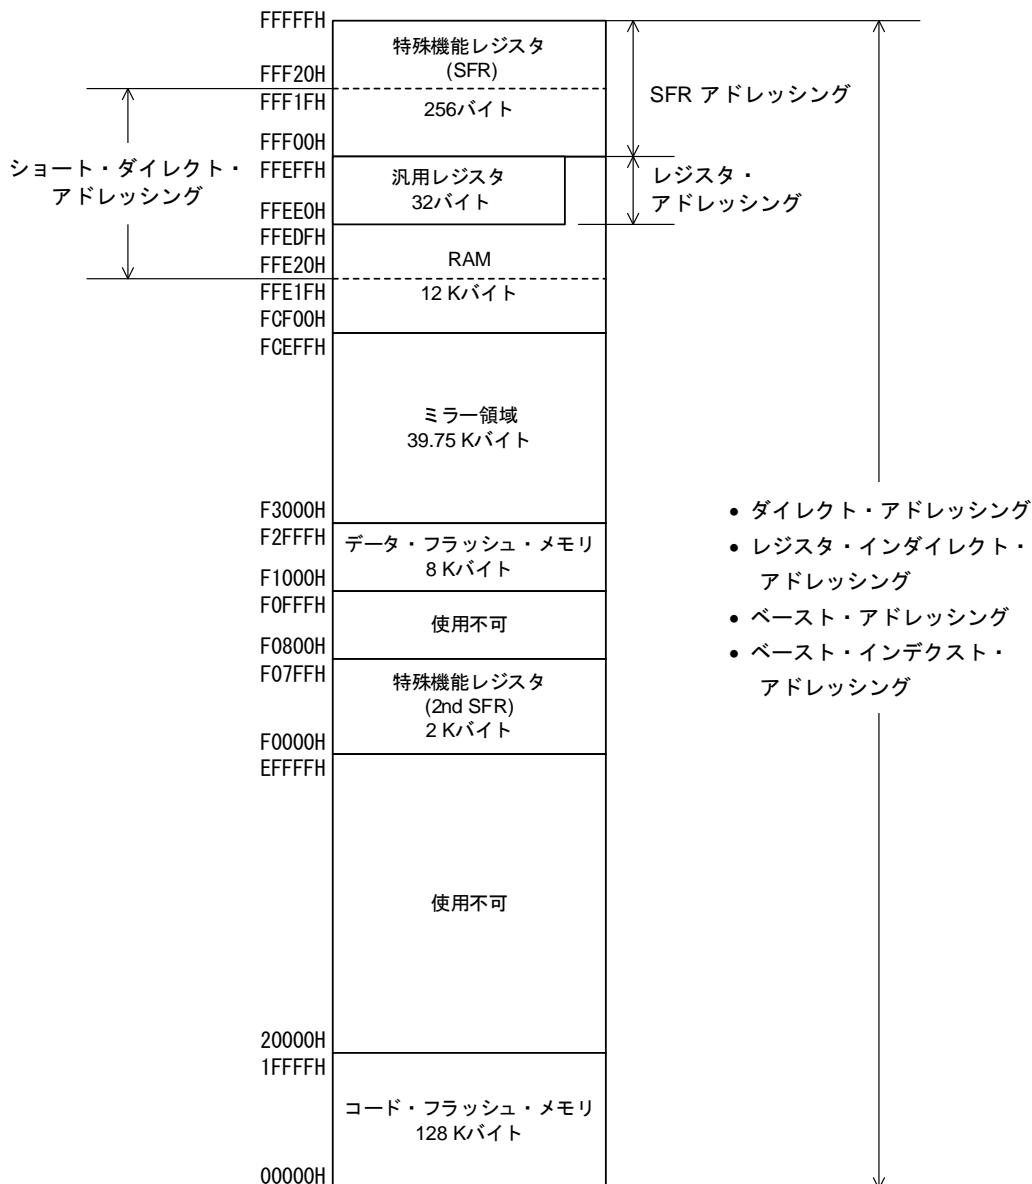 FFFFFH
特殊機能レジスタ
(SFR)
FFF20H
FFF1FH
256バイト
FFF00H
SFR アドレッシング
ショート・ダイレクト・
アドレッシング
FFEFFH
汎用レジスタ
32バイト
FFEE0H
レジスタ・
アドレッシング
FFEDFH
RAM
FFE20H
FFE1FH
12 Kバイト
FCF00H
FCEFFH
ミラー領域
39.75 Kバイト
F3000H
F2FFFH
データ・フラッシュ・メモリ
8 Kバイト
F1000H
F0FFFH
使用不可
F0800H
F07FFH
特殊機能レジスタ
(2nd SFR)
2 Kバイト
F0000H
EFFFFH
使用不可
20000H
1FFFFH
コード・フラッシュ・メモリ
128 Kバイト
00000H
• ダイレクト・アドレッシング
• レジスタ・インダイレクト・
アドレッシング
• ベースト・アドレッシング
• ベースト・インデクスト・
アドレッシング